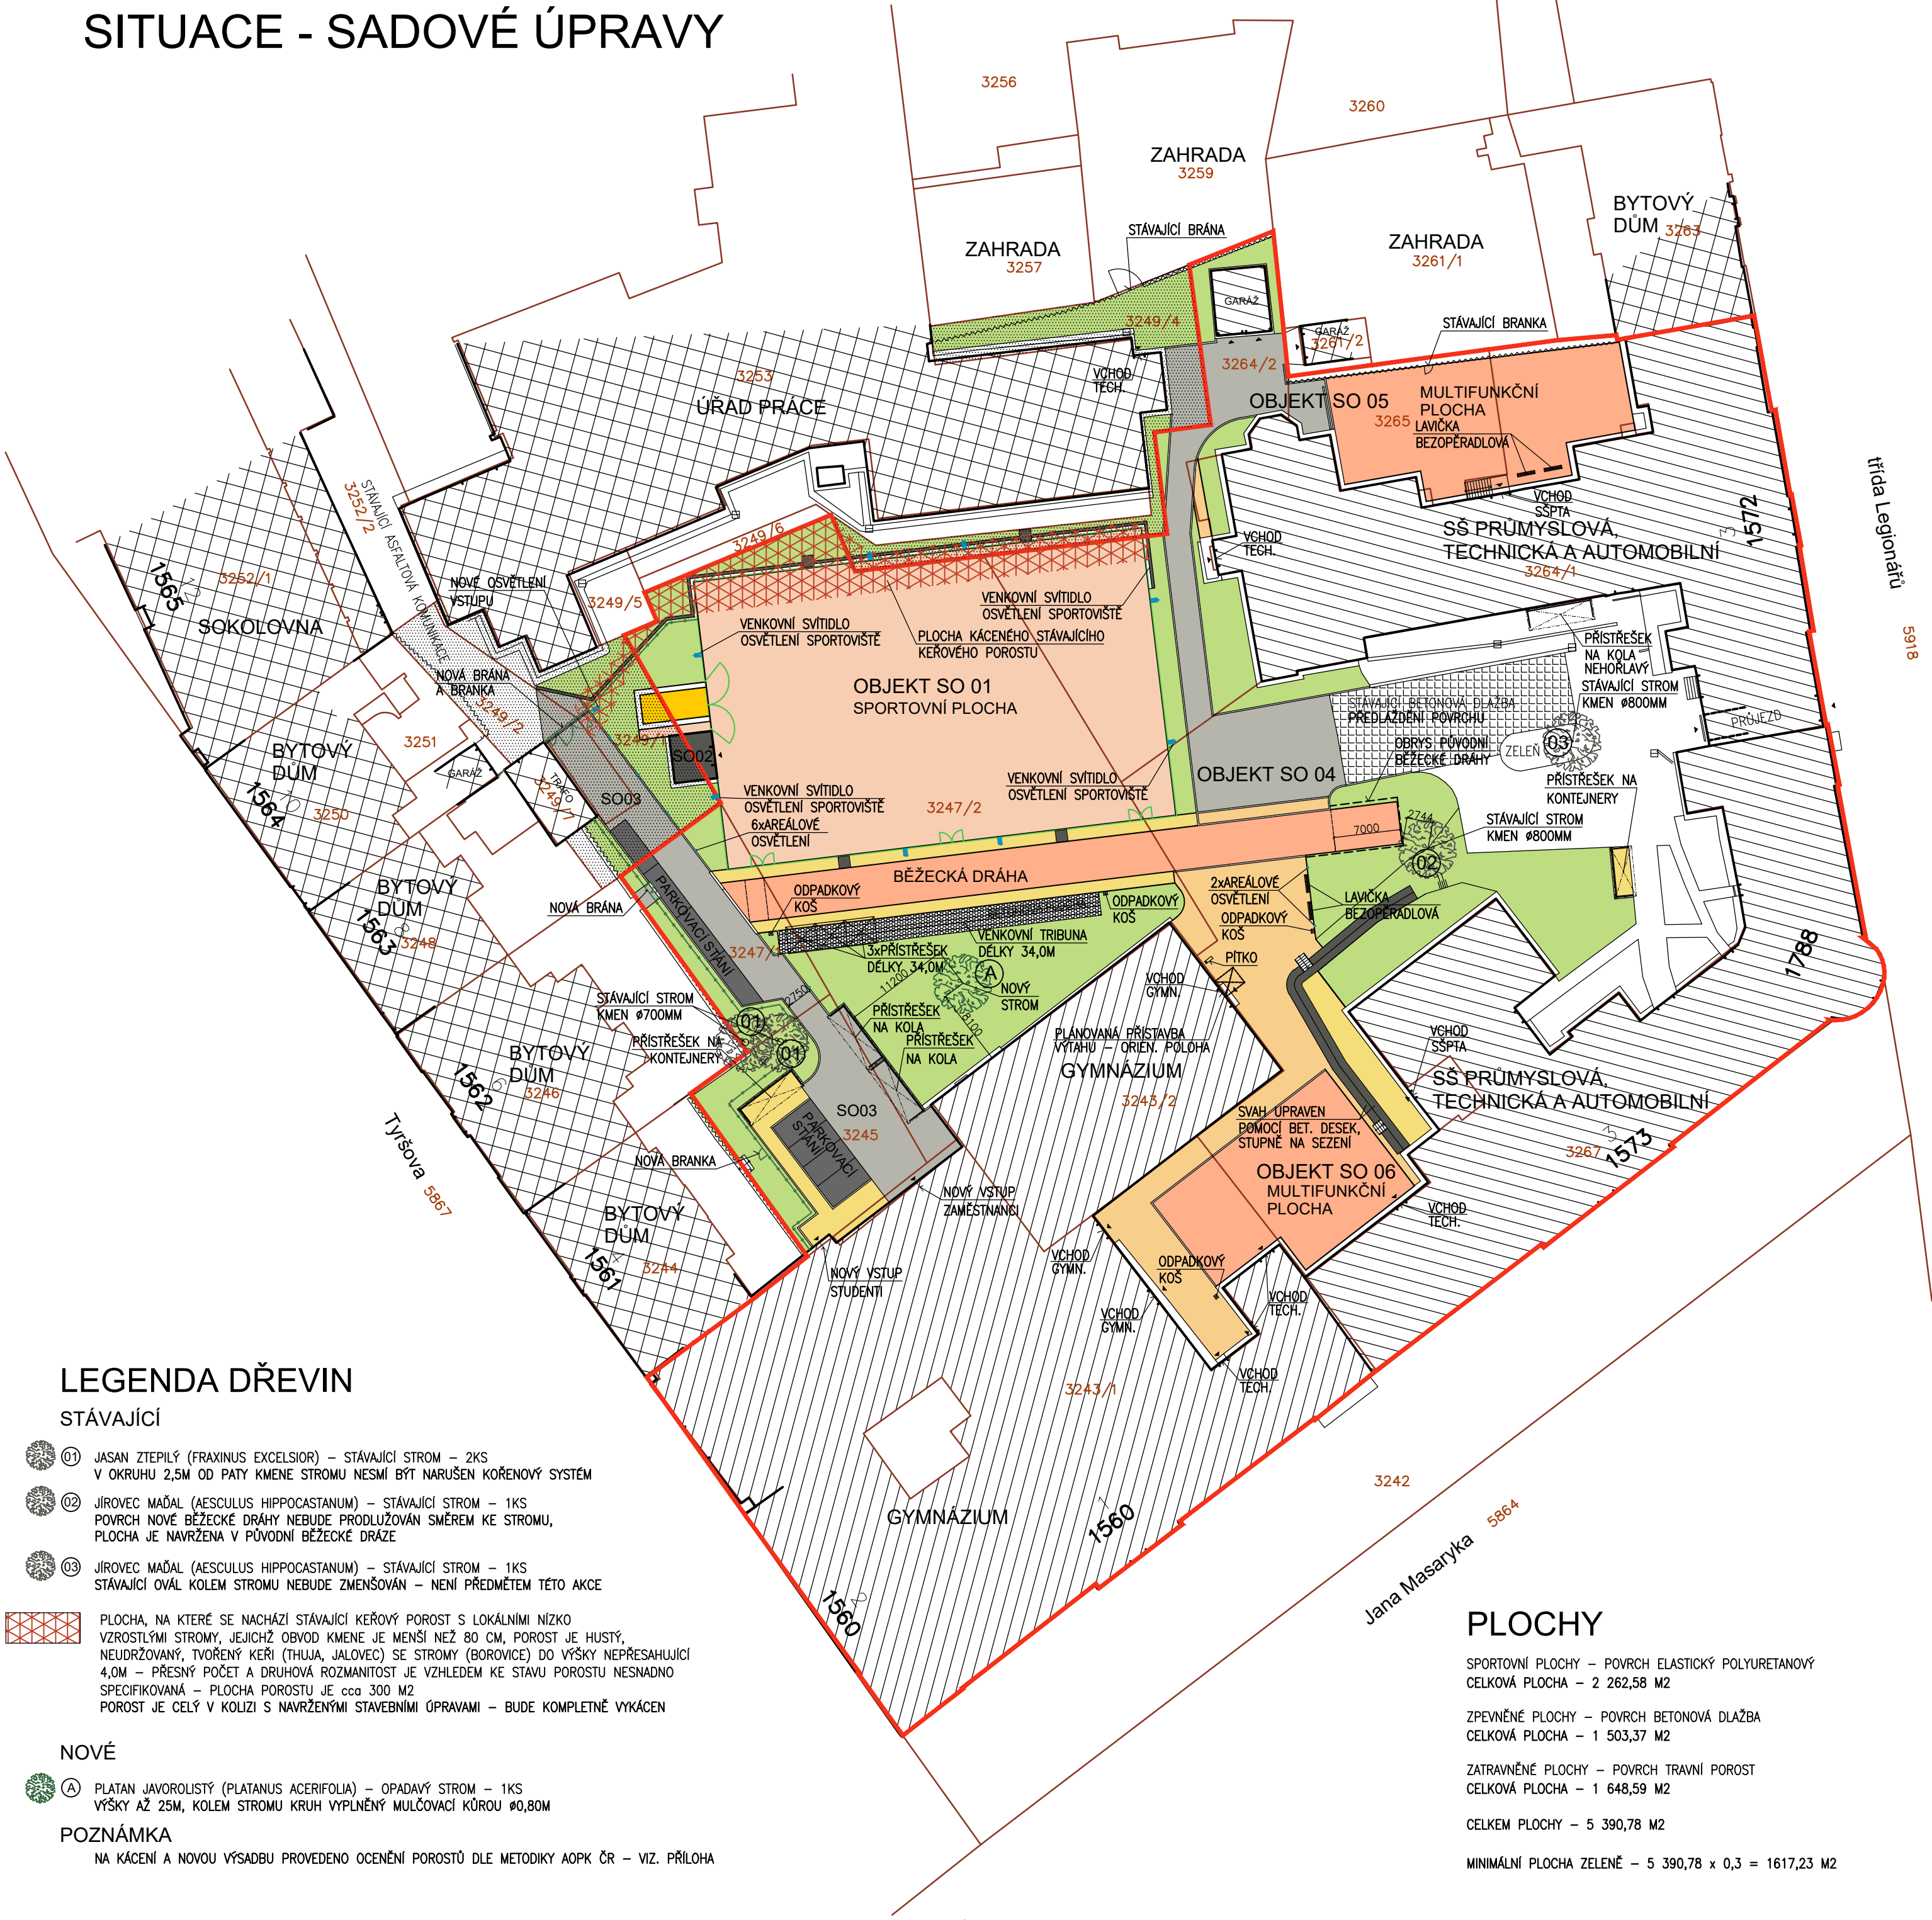 SITUACE - SADOVÉ ÚPRAVY
3256
3260
ZAHRADA
3259
BYTOVÝ
DŮM
3263
STÁVAJÍCÍ BRÁNA
ZAHRADA
3257
ZAHRADA
3261/1
GARÁŽ
3249/4
GARÁŽ
3261/2
STÁVAJÍCÍ BRANKA
3264/2
VCHOD
TECH.
3253
ÚŘAD PRÁCE
OBJEKT SO 05
MULTIFUNKČNÍ
PLOCHA
3265
LAVIČKA
BEZOPĚRADLOVÁ
třída Legionářů
5918
STÁVAJÍCÍ ASFALTOVÁ KOMUNIKACE
3252/2
VCHOD
SŠPTA
1572
3
SŠ PRŮMYSLOVÁ,
TECHNICKÁ A AUTOMOBILNÍ
3264/1
3249/6
VCHOD
TECH.
1565
12
3252/1
SOKOLOVNA
NOVÉ OSVĚTLENÍ
VSTUPU
3249/5
VENKOVNÍ SVÍTIDLO
OSVĚTLENÍ SPORTOVIŠTĚ
VENKOVNÍ SVÍTIDLO
OSVĚTLENÍ SPORTOVIŠTĚ
PLOCHA KÁCENÉHO STÁVAJÍCÍHO
KEŘOVÉHO POROSTU
PŘÍSTŘEŠEK
NA KOLA
NEHOŘLAVÝ
STÁVAJÍCÍ STROM
KMEN ø800MM
NOVÁ BRÁNA
A BRANKA
3249/2
OBJEKT SO 01
SPORTOVNÍ PLOCHA
STÁVAJÍCÍ BETONOVÁ DLAŽBA
PŘEDLÁŽDĚNÍ POVRCHU
PRŮJEZD
OBRYS PŮVODNÍ
BĚŽECKÉ DRÁHY
ZELEŇ
03
3251
BYTOVÝ
DŮM
GARÁŽ
TRAFO
3249/7
3249/1
SO02
SO03
VENKOVNÍ SVÍTIDLO
OSVĚTLENÍ SPORTOVIŠTĚ
6xAREÁLOVÉ
OSVĚTLENÍ
3247/2
VENKOVNÍ SVÍTIDLO
OSVĚTLENÍ SPORTOVIŠTĚ
OBJEKT SO 04
PŘÍSTŘEŠEK NA
KONTEJNERY
STÁVAJÍCÍ STROM
KMEN ø800MM
1564
10
3250
7000
2744
02
BĚŽECKÁ DRÁHA
BYTOVÝ
DŮM
1563
8
3248
NOVÁ BRÁNA
PARKOVACÍ STÁNÍ
ODPADKOVÝ
KOŠ
ODPADKOVÝ
KOŠ
2xAREÁLOVÉ
OSVĚTLENÍ
ODPADKOVÝ
KOŠ
LAVIČKA
BEZOPĚRADLOVÁ
VENKOVNÍ TRIBUNA
DÉLKY 34,0M
3247/1
3xPŘÍSTŘEŠEK
DÉLKY 34,0M
PÍTKO
1788
STÁVAJÍCÍ STROM
KMEN ø700MM
2750
11200
A
NOVÝ
STROM
8100
VCHOD
GYMN.
01
01
PŘÍSTŘEŠEK
NA KOLA
PŘÍSTŘEŠEK
NA KOLA
PŘÍSTŘEŠEK NA
KONTEJNERY
PLÁNOVANÁ PŘÍSTAVBA
VÝTAHU – ORIEN. POLOHA
GYMNÁZIUM
3243/2
VCHOD
SŠPTA
SŠ PRŮMYSLOVÁ,
TECHNICKÁ A AUTOMOBILNÍ
BYTOVÝ
DŮM
1562
6
3246
SO03
3245
PARKOVACÍ
STÁNÍ
SVAH UPRAVEN
POMOCÍ BET. DESEK,
STUPNĚ NA SEZENÍ
3267
3
1573
Tyršova
5867
NOVÁ BRANKA
OBJEKT SO 06
MULTIFUNKČNÍ
PLOCHA
NOVÝ VSTUP
ZAMĚSTNANCI
VCHOD
TECH.
BYTOVÝ
DŮM
1561
4
3244
VCHOD
GYMN.
ODPADKOVÝ
KOŠ
NOVÝ VSTUP
STUDENTI
VCHOD
TECH.
VCHOD
GYMN.
VCHOD
TECH.
3243/1
3242
5864
Jana Masaryka
GYMNÁZIUM
1560
1
1560
2
LEGENDA DŘEVIN
STÁVAJÍCÍ
01 JASAN ZTEPILÝ (FRAXINUS EXCELSIOR) – STÁVAJÍCÍ STROM – 2KS
V OKRUHU 2,5M OD PATY KMENE STROMU NESMÍ BÝT NARUŠEN KOŘENOVÝ SYSTÉM
02 JÍROVEC MAĎAL (AESCULUS HIPPOCASTANUM) – STÁVAJÍCÍ STROM – 1KS
POVRCH NOVÉ BĚŽECKÉ DRÁHY NEBUDE PRODLUŽOVÁN SMĚREM KE STROMU,
PLOCHA JE NAVRŽENA V PŮVODNÍ BĚŽECKÉ DRÁZE
03 JÍROVEC MAĎAL (AESCULUS HIPPOCASTANUM) – STÁVAJÍCÍ STROM – 1KS
STÁVAJÍCÍ OVÁL KOLEM STROMU NEBUDE ZMENŠOVÁN – NENÍ PŘEDMĚTEM TÉTO AKCE
PLOCHA, NA KTERÉ SE NACHÁZÍ STÁVAJÍCÍ KEŘOVÝ POROST S LOKÁLNÍMI NÍZKO
VZROSTLÝMI STROMY, JEJICHŽ OBVOD KMENE JE MENŠÍ NEŽ 80 CM, POROST JE HUSTÝ,
NEUDRŽOVANÝ, TVOŘENÝ KEŘI (THUJA, JALOVEC) SE STROMY (BOROVICE) DO VÝŠKY NEPŘESAHUJÍCÍ
4,0M – PŘESNÝ POČET A DRUHOVÁ ROZMANITOST JE VZHLEDEM KE STAVU POROSTU NESNADNO
SPECIFIKOVANÁ – PLOCHA POROSTU JE cca 300 M2
POROST JE CELÝ V KOLIZI S NAVRŽENÝMI STAVEBNÍMI ÚPRAVAMI – BUDE KOMPLETNĚ VYKÁCEN
NOVÉ
A PLATAN JAVOROLISTÝ (PLATANUS ACERIFOLIA) – OPADAVÝ STROM – 1KS
VÝŠKY AŽ 25M, KOLEM STROMU KRUH VYPLNĚNÝ MULČOVACÍ KŮROU ø0,80M
POZNÁMKA
NA KÁCENÍ A NOVOU VÝSADBU PROVEDENO OCENĚNÍ POROSTŮ DLE METODIKY AOPK ČR – VIZ. PŘÍLOHA
PLOCHY
SPORTOVNÍ PLOCHY – POVRCH ELASTICKÝ POLYURETANOVÝ
CELKOVÁ PLOCHA – 2 262,58 M2
ZPEVNĚNÉ PLOCHY – POVRCH BETONOVÁ DLAŽBA
CELKOVÁ PLOCHA – 1 503,37 M2
ZATRAVNĚNÉ PLOCHY – POVRCH TRAVNÍ POROST
CELKOVÁ PLOCHA – 1 648,59 M2
CELKEM PLOCHY – 5 390,78 M2
MINIMÁLNÍ PLOCHA ZELENĚ – 5 390,78 x 0,3 = 1617,23 M2